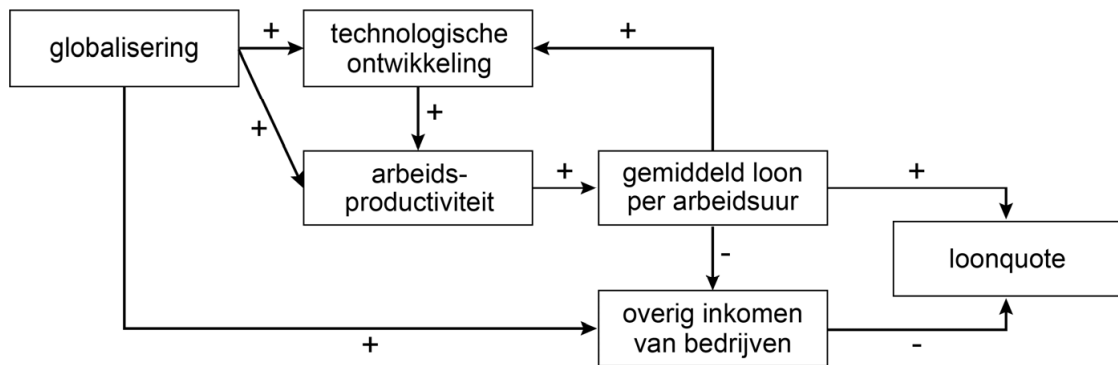 globalisering
+
technologische
ontwikkeling
+
+
+
arbeids-
productiviteit
+
gemiddeld loon
per arbeidsuur
+
-
loonquote
+
overig inkomen
van bedrijven
-